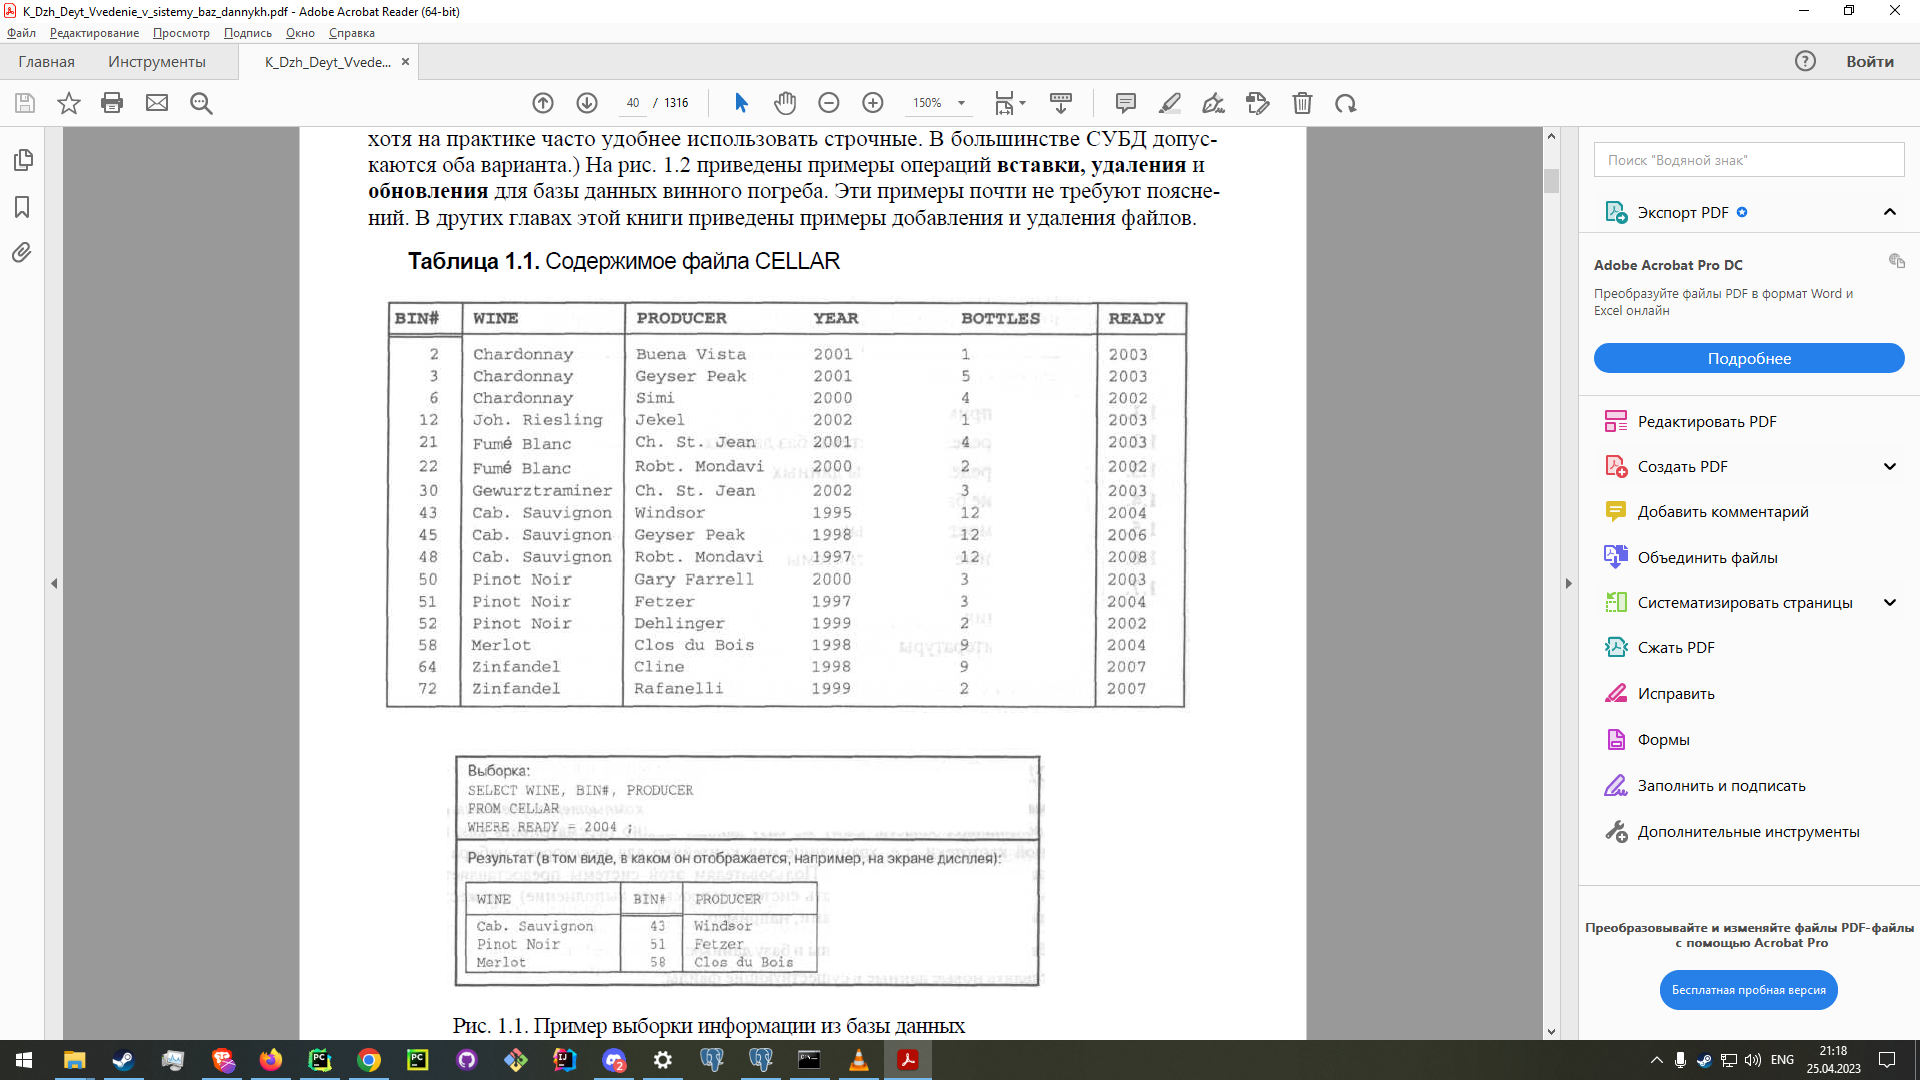 K_Dzh_Deyt_Vvedenie_v_sistemy_baz_dannykh.pdf - Adobe Acrobat Reader (64-bit)
Файл Редактирование Просмотр Подпись Окно Справка
Главная Инструменты K_Dzh_Deyt_Vvede... × Войти
40 / 1316 150%
хотя на практике часто удобнее использовать строчные. В большинстве СУБД допус-
каются оба варианта.) На рис. 1.2 приведены примеры операций вставки, удаления и
обновления для базы данных винного погреба. Эти примеры почти не требуют поясне-
ний. В других главах этой книги приведены примеры добавления и удаления файлов.
Таблица 1.1. Содержимое файла CELLAR
BIN# WINE PRODUCER YEAR BOTTLES READY
2 Chardonnay Buena Vista 2001 1 2003
3 Chardonnay Geyser Peak 2001 5 2003
6 Chardonnay Simi 2000 4 2002
12 Joh. Riesling Jekel 2002 1 2003
21 Fumé Blanc Ch. St. Jean 2001 4 2003
22 Fumé Blanc Robt. Mondavi 2000 2 2002
30 Gewurztraminer Ch. St. Jean 2002 3 2003
43 Cab. Sauvignon Windsor 1995 12 2004
45 Cab. Sauvignon Geyser Peak 1998 12 2006
48 Cab. Sauvignon Robt. Mondavi 1997 12 2008
50 Pinot Noir Gary Farrell 2000 3 2003
51 Pinot Noir Fetzer 1997 3 2004
52 Pinot Noir Dehlinger 1999 2 2002
58 Merlot Clos du Bois 1998 9 2004
64 Zinfandel Cline 1998 9 2007
72 Zinfandel Rafanelli 1999 2 2007
Выборка:
SELECT WINE, BIN#, PRODUCER
FROM CELLAR
WHERE READY = 2004 ;
Результат (в том виде, в каком он отображается, например, на экране дисплея):
WINE BIN# PRODUCER
Cab. Sauvignon 43 Windsor
Pinot Noir 51 Fetzer
Merlot 58 Clos du Bois
Рис. 1.1. Пример выборки информации из базы данных
Поиск "Водяной знак"
Экспорт PDF
Adobe Acrobat Pro DC
Преобразуйте файлы PDF в формат Word и
Excel онлайн
Подробнее
Редактировать PDF
Создать PDF
Добавить комментарий
Объединить файлы
Систематизировать страницы
Сжать PDF
Исправить
Формы
Заполнить и подписать
Дополнительные инструменты
Преобразовывайте и изменяйте файлы PDF-файлы
с помощью Acrobat Pro
Бесплатная пробная версия
ENG
21:18
25.04.2023